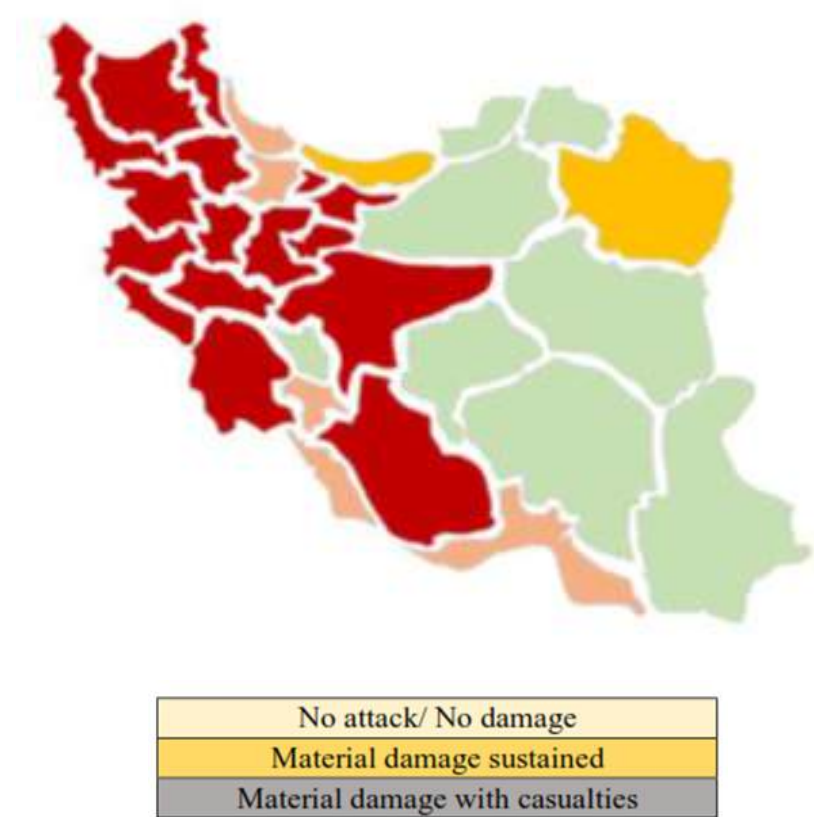 No attack/ No damage
Material damage sustained
Material damage with casualties